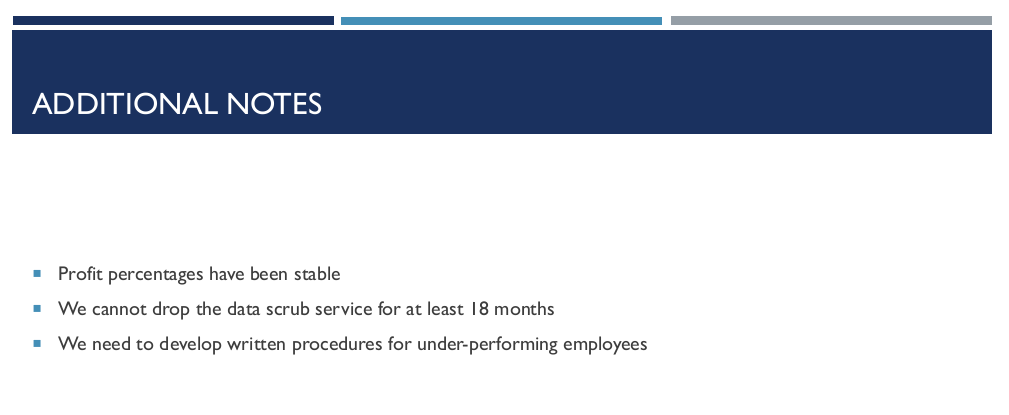 ADDITIONAL NOTES
Profit percentages have been stable
We cannot drop the data scrub service for at least 18 months
We need to develop written procedures for under-performing employees